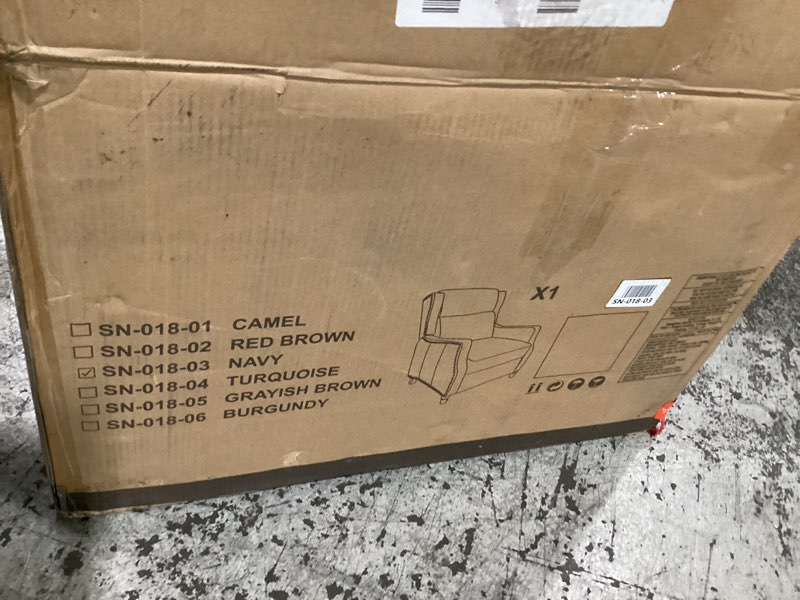 SN-018-01 CAMEL
SN-018-02 RED BROWN
SN-018-03 NAVY
SN-018-04 TURQUOISE
SN-018-05 GRAYISH BROWN
SN-018-06 BURGUNDY
X1
SN-018-03